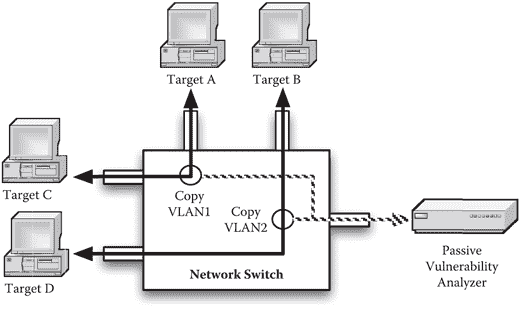 Target A
Target B
Target C
Copy
VLAN1
Copy
VLAN2
Target D
Network Switch
Passive
Vulnerability
Analyzer